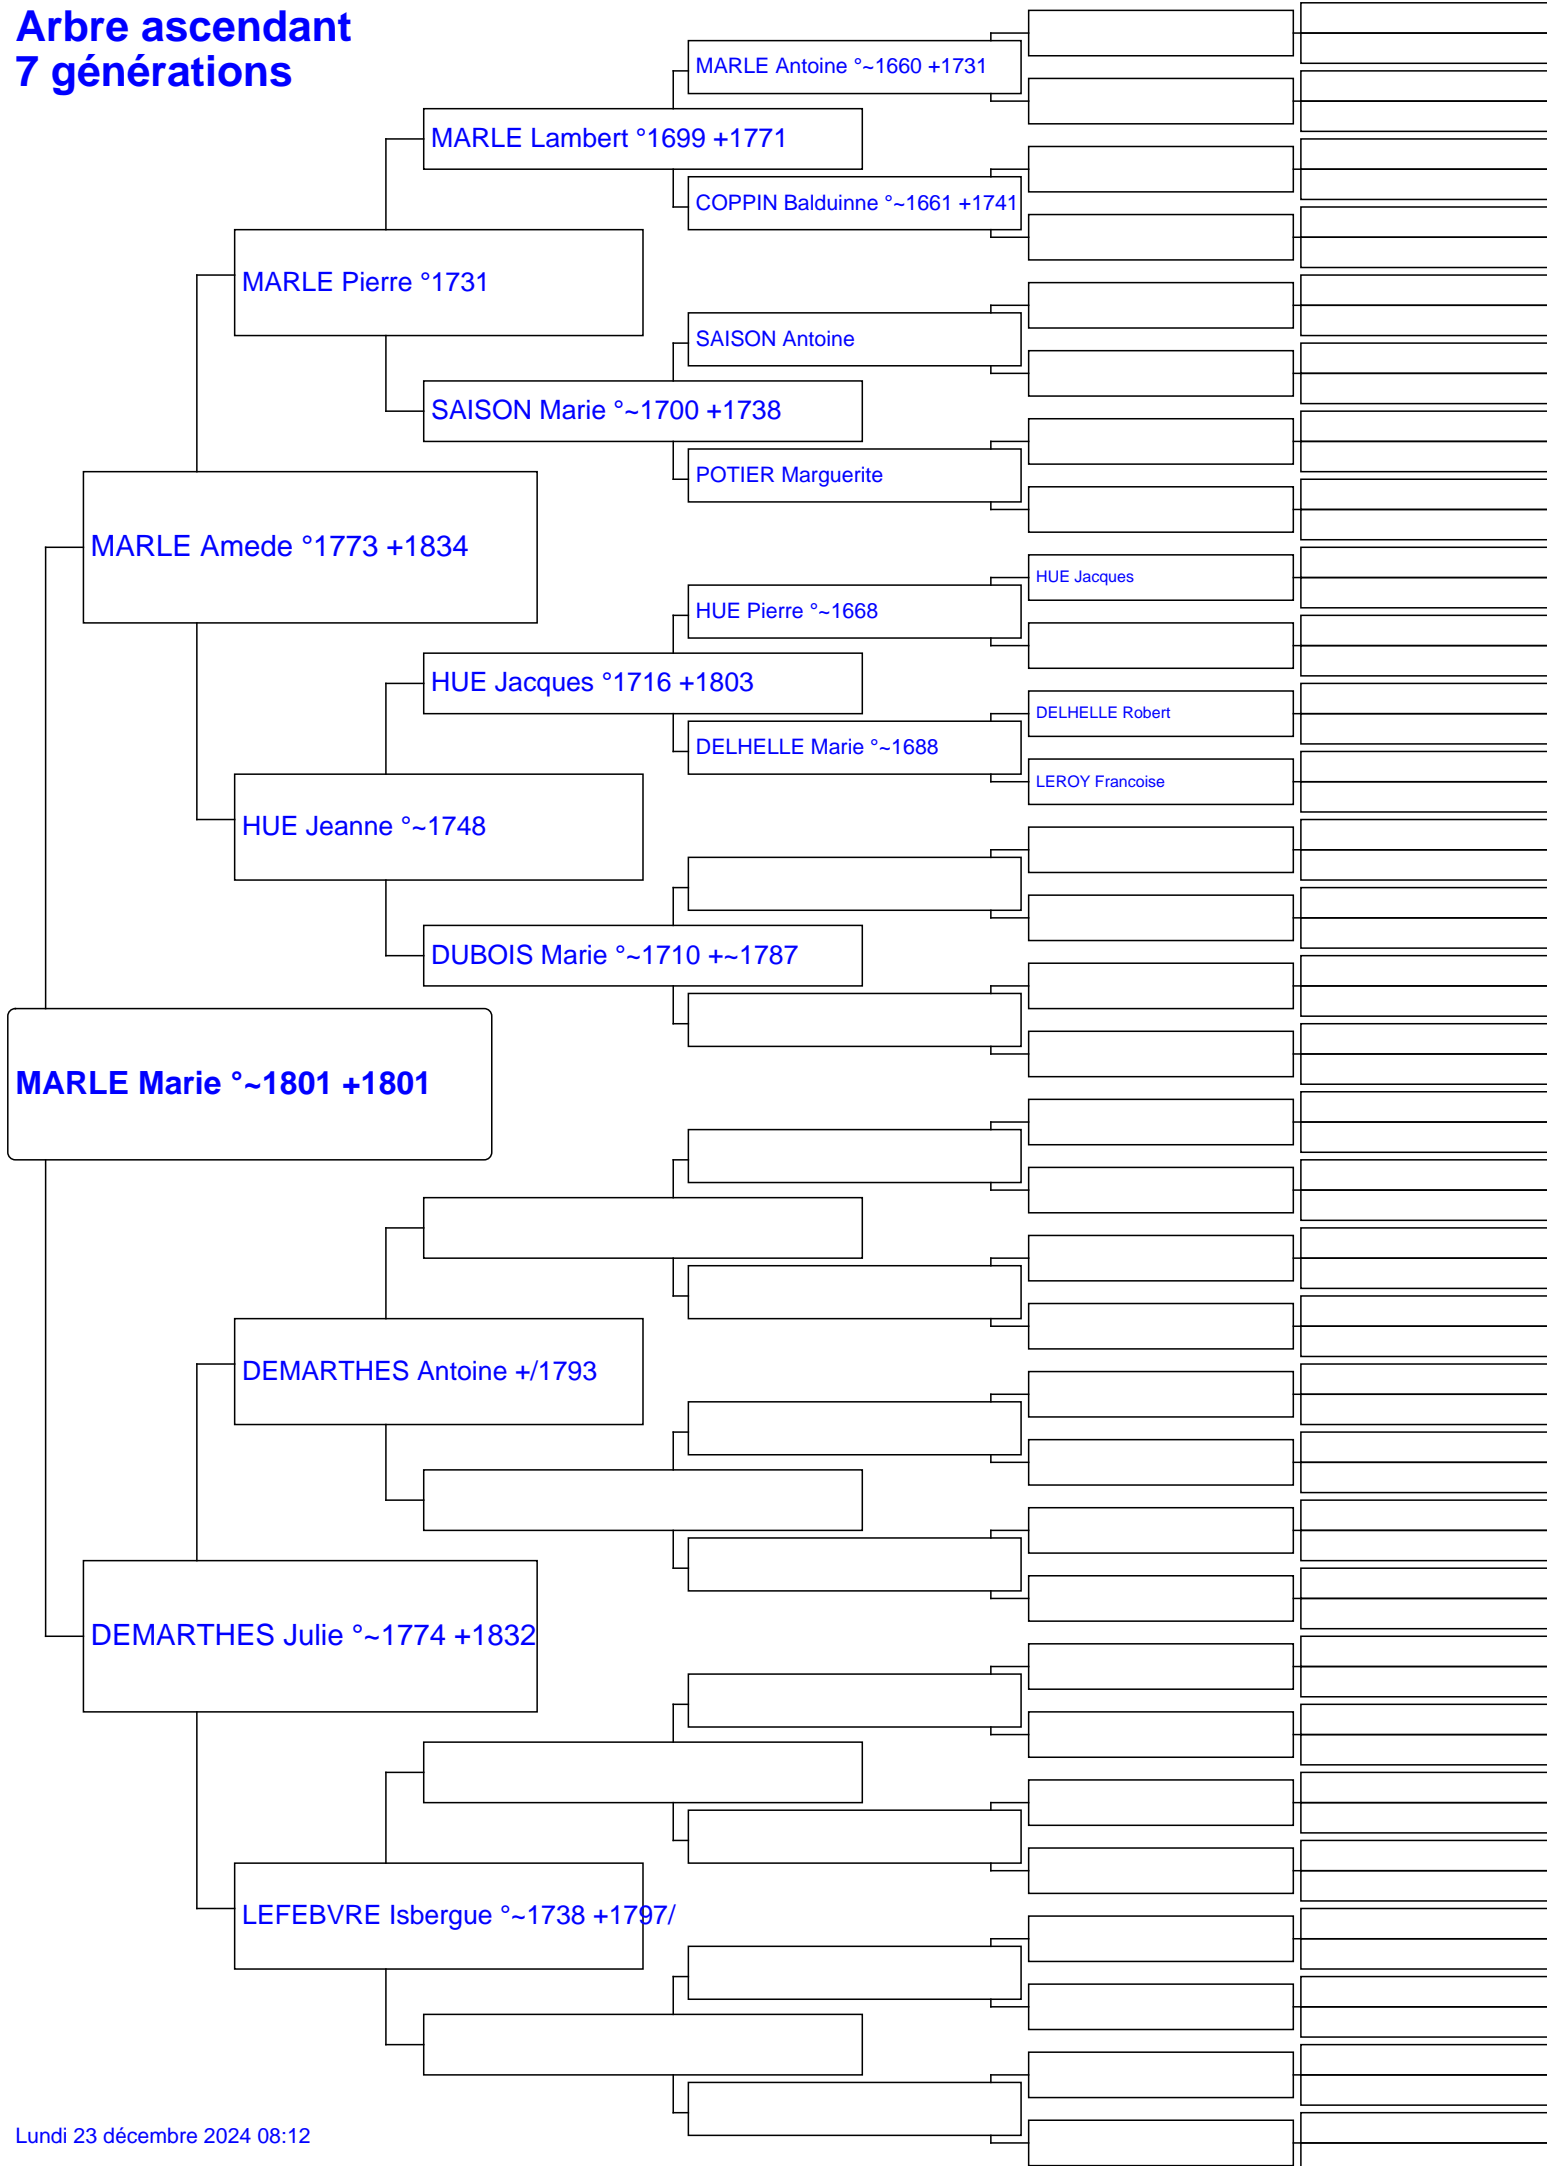 Arbre ascendant
7 générations
MARLE Antoine °~1660 +1731
MARLE Lambert °1699 +1771
COPPIN Balduinne °~1661 +1741
MARLE Pierre °1731
SAISON Antoine
SAISON Marie °~1700 +1738
POTIER Marguerite
MARLE Amede °1773 +1834
HUE Jacques
HUE Pierre °~1668
HUE Jacques °1716 +1803
DELHELLE Robert
DELHELLE Marie °~1688
LEROY Francoise
HUE Jeanne °~1748
DUBOIS Marie °~1710 +~1787
MARLE Marie °~1801 +1801
DEMARTHES Antoine +/1793
DEMARTHES Julie °~1774 +1832
LEFEBVRE Isbergue °~1738 +1797/
Lundi 23 décembre 2024 08:12